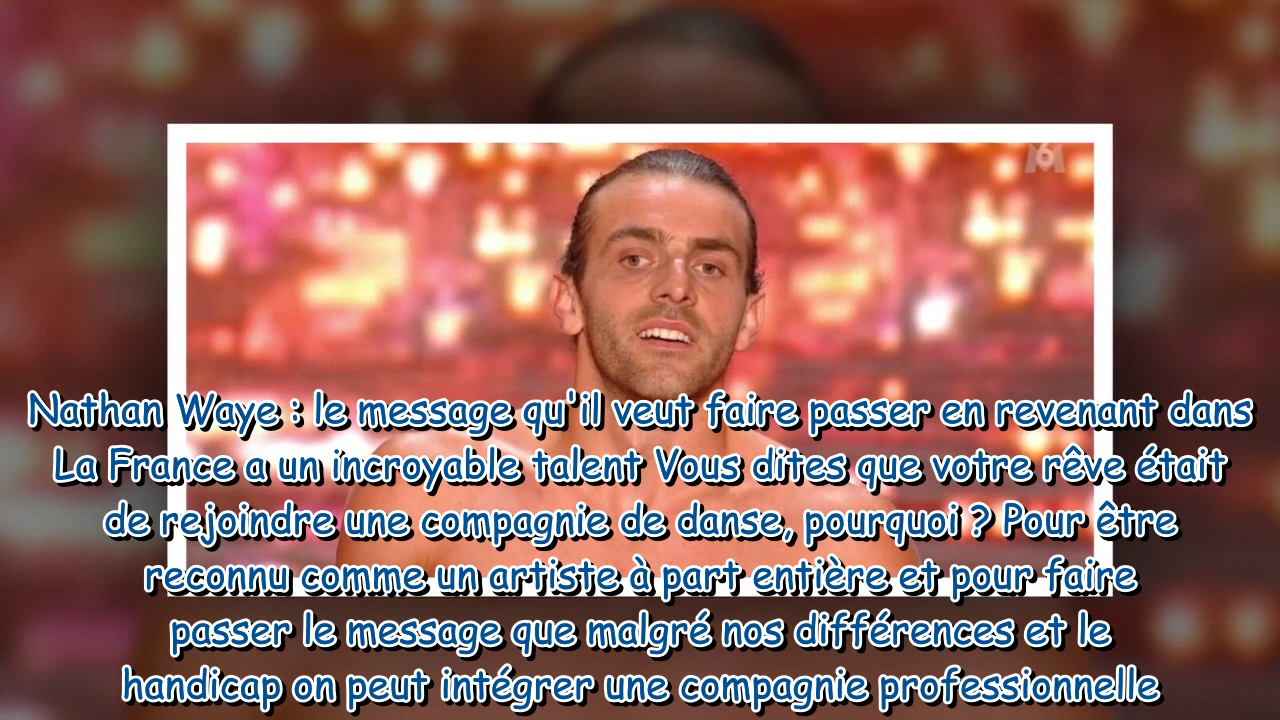 M6
Nathan Waye : le message qu'il veut faire passer en revenant dans
La France a un incroyable talent Vous dites que votre rêve était
de rejoindre une compagnie de danse, pourquoi ? Pour être
reconnu comme un artiste à part entière et pour faire
passer le message que malgré nos différences et le
handicap on peut intégrer une compagnie professionnelle